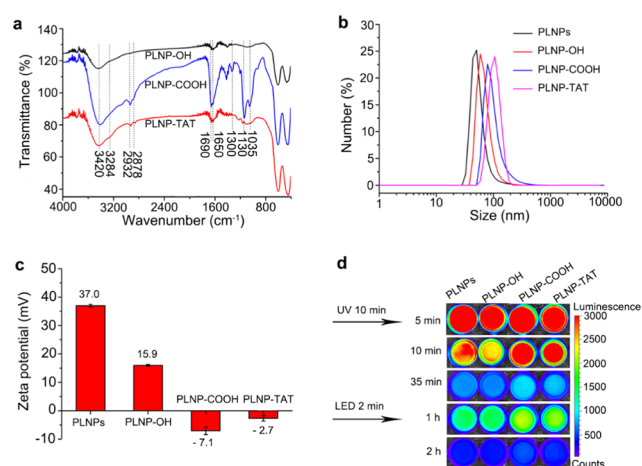 a
Transmittance (%)
140
120
100
80
60
40
PLNP-OH
PLNP-COOH
PLNP-TAT
3420
3284
2932
2878
1690
1650
1300
1130
1035
4000 3200 2400 1600 800
Wavenumber (cm⁻¹)
b
Number (%)
30
25
20
15
10
5
0
PLNPs
PLNP-OH
PLNP-COOH
PLNP-TAT
1 10 100 1000 10000
Size (nm)
c
Zeta potential (mV)
50
40
30
20
10
0
-10
37.0
15.9
PLNP-COOH PLNP-TAT
PLNPs PLNP-OH
- 7.1
- 2.7
d
PLNPs
PLNP-OH
PLNP-COOH
PLNP-TAT
UV 10 min
LED 2 min
5 min
10 min
35 min
1 h
2 h
Luminescence
3000
2500
2000
1500
1000
500
Counts